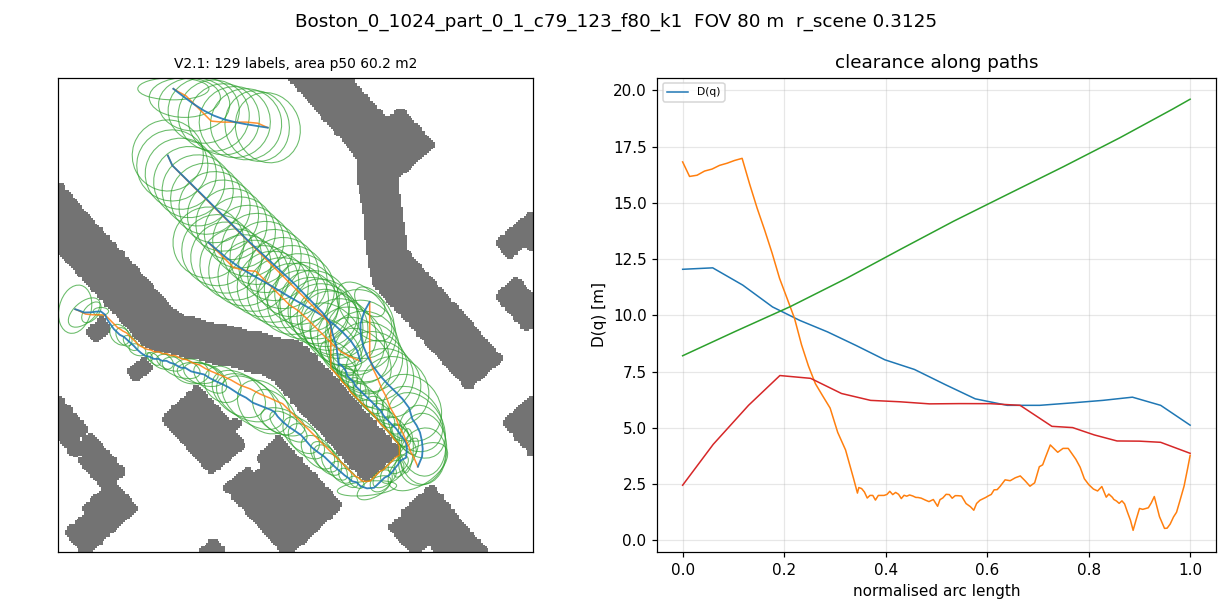 Boston_0_1024_part_0_1_c79_123_f80_k1  FOV 80 m  r_scene 0.3125
V2.1: 129 labels, area p50 60.2 m2
clearance along paths
D(q)
20.0
17.5
15.0
12.5
10.0
7.5
5.0
2.5
0.0
D(q) [m]
0.0 0.2 0.4 0.6 0.8 1.0
normalised arc length